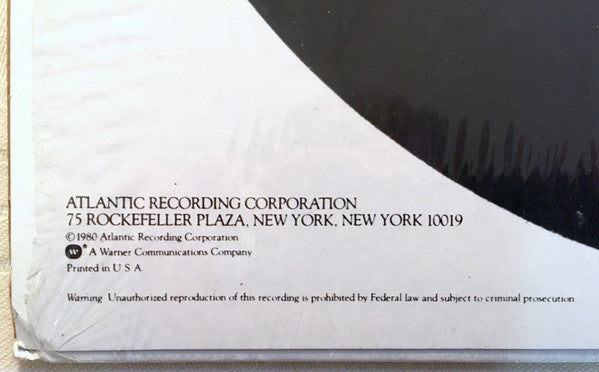 ATLANTIC RECORDING CORPORATION
75 ROCKEFELLER PLAZA, NEW YORK, NEW YORK 10019
© 1980 Atlantic Recording Corporation
W ® A Warner Communications Company
Printed in U.S.A.
Warning Unauthorized reproduction of this recording is prohibited by Federal law and subject to criminal prosecution